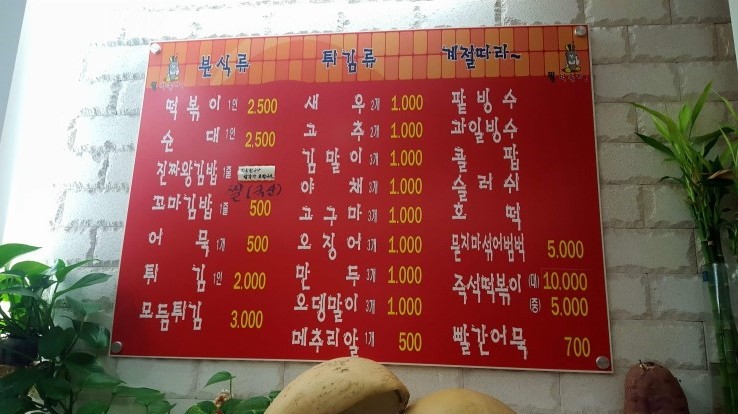 분식류
떡볶이 1인 2.500
순대 1인 2.500
진짜왕김밥 1줄
꼬마김밥 1줄 500
어묵 1개 500
튀김 1인 2.000
모듬튀김 3.000
튀김류
새우 2개 1.000
고추 2개 1.000
김말이 3개 1.000
야채 3개 1.000
고구마 3개 1.000
오징어 3개 1.000
만두 3개 1.000
오뎅말이 3개 1.000
메추리알 1개 500
계절따라~
팥빙수
과일빙수
콜팝
슬러쉬
호떡
묻지마섞어범벅 5.000
즉석떡볶이 (대) 10.000
(중) 5.000
빨간어묵 700